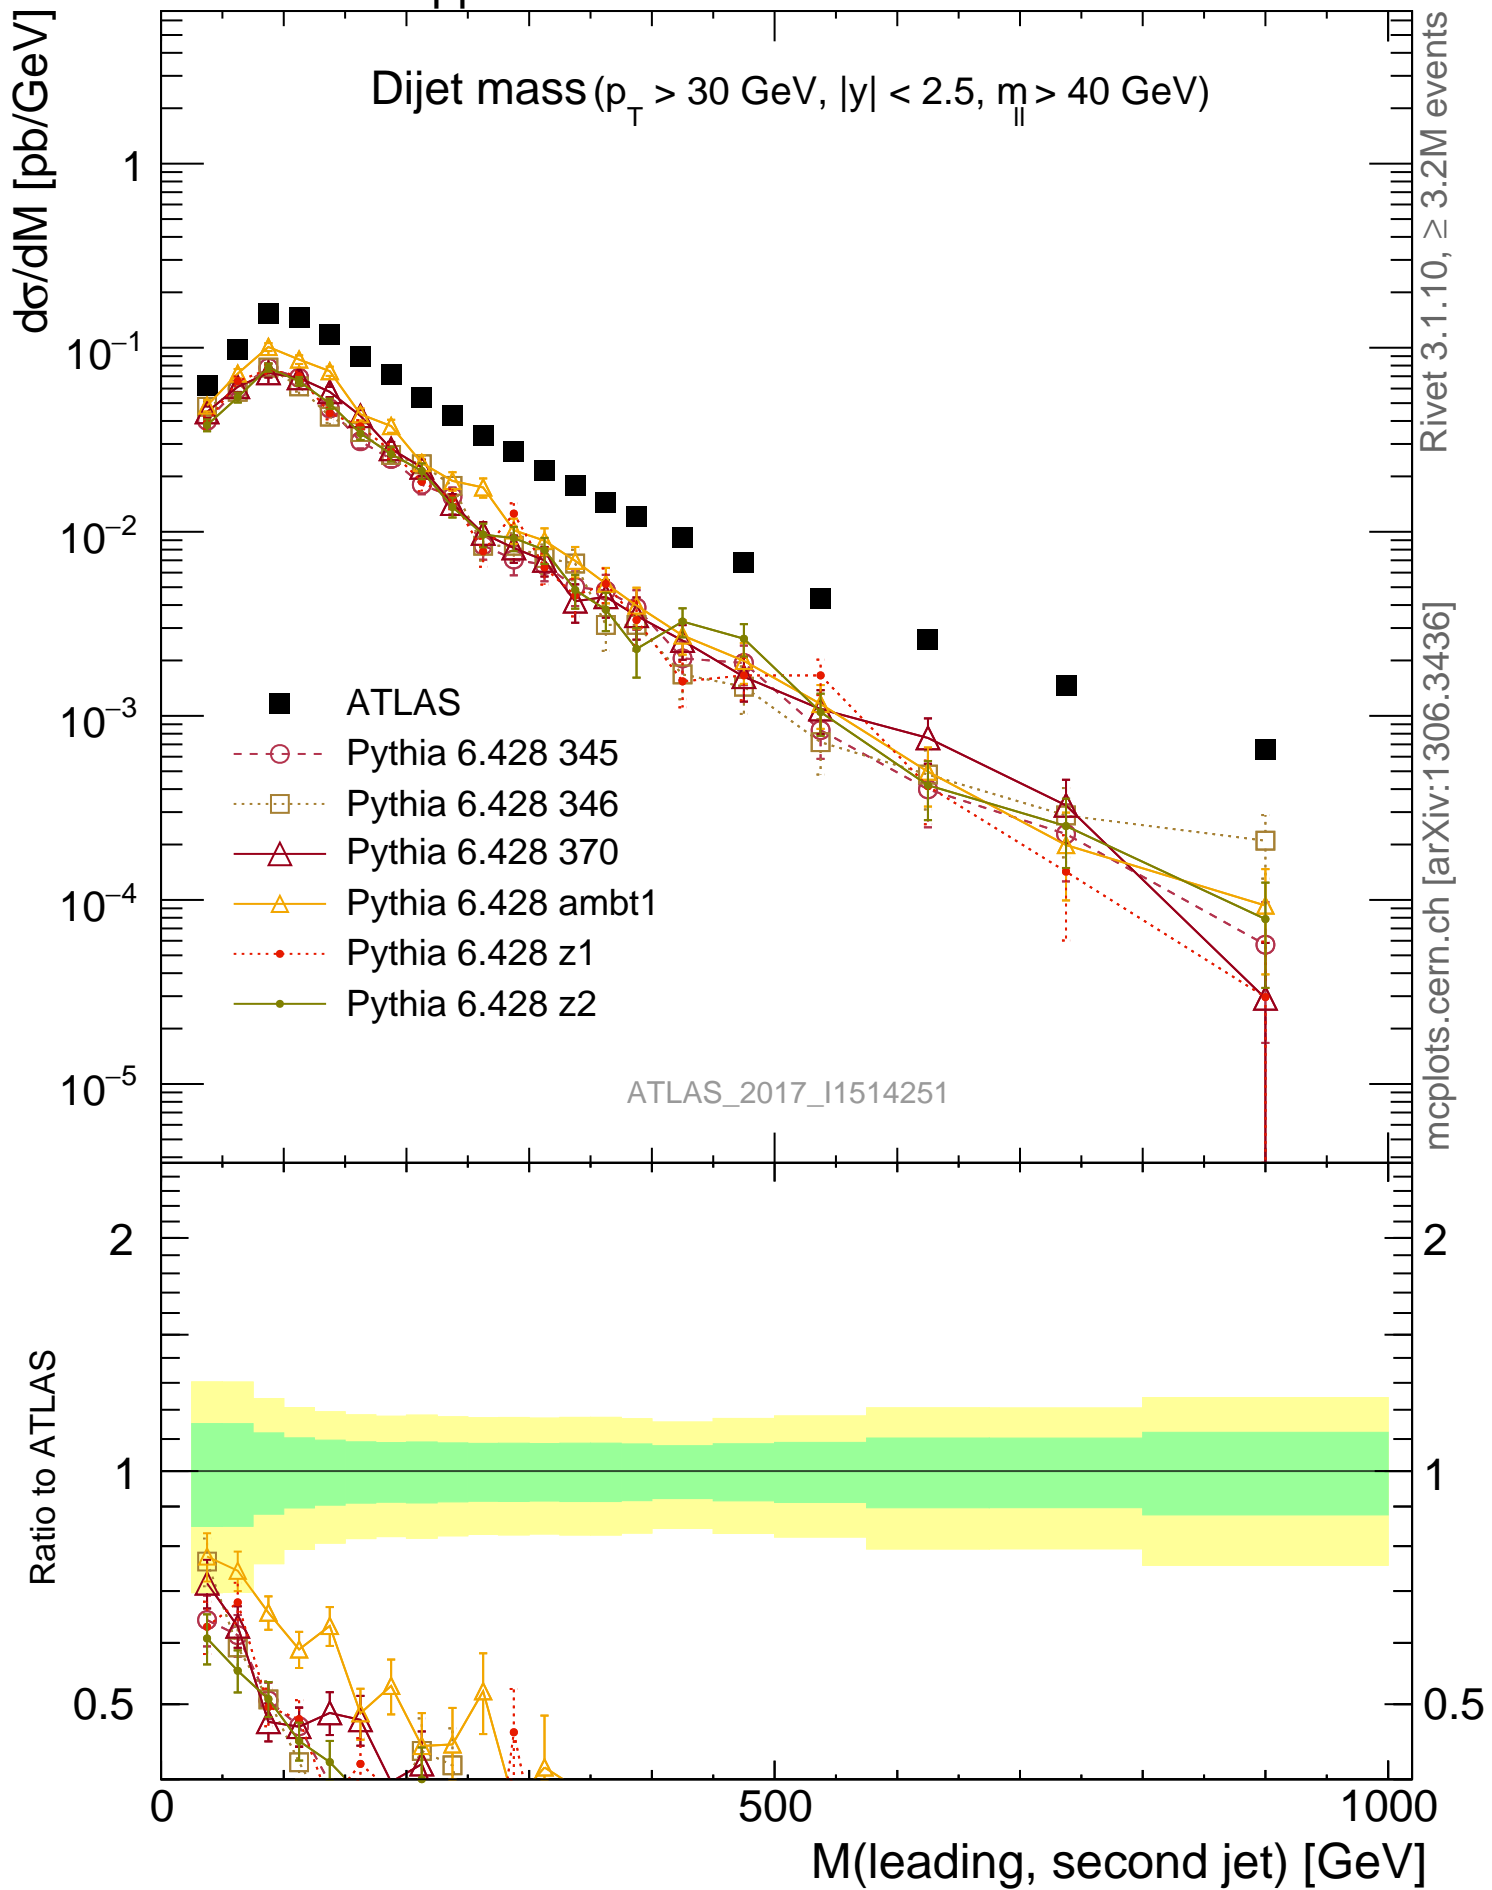 Dijet mass (p_T > 30 GeV, |y| < 2.5, m_ll > 40 GeV)
dσ/dM [pb/GeV]
1
10⁻¹
10⁻²
10⁻³
10⁻⁴
10⁻⁵
ATLAS
Pythia 6.428 345
Pythia 6.428 346
Pythia 6.428 370
Pythia 6.428 ambt1
Pythia 6.428 z1
Pythia 6.428 z2
ATLAS_2017_I1514251
Rivet 3.1.10, ≥ 3.2M events
mcplots.cern.ch [arXiv:1306.3436]
Ratio to ATLAS
2
1
0.5
2
1
0.5
0
500
1000
M(leading, second jet) [GeV]